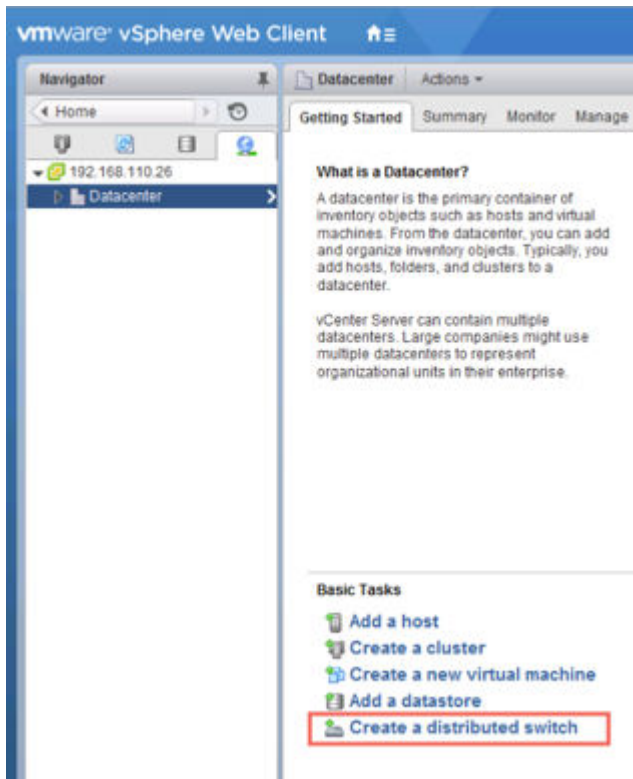 vmware vSphere Web Client
Navigator
Home
192.168.110.26
Datacenter
Datacenter Actions
Getting Started Summary Monitor Manage
What is a Datacenter?
A datacenter is the primary container of
inventory objects such as hosts and virtual
machines. From the datacenter, you can add
and organize inventory objects. Typically, you
add hosts, folders, and clusters to a
datacenter.
vCenter Server can contain multiple
datacenters. Large companies might use
multiple datacenters to represent
organizational units in their enterprise.
Basic Tasks
Add a host
Create a cluster
Create a new virtual machine
Add a datastore
Create a distributed switch